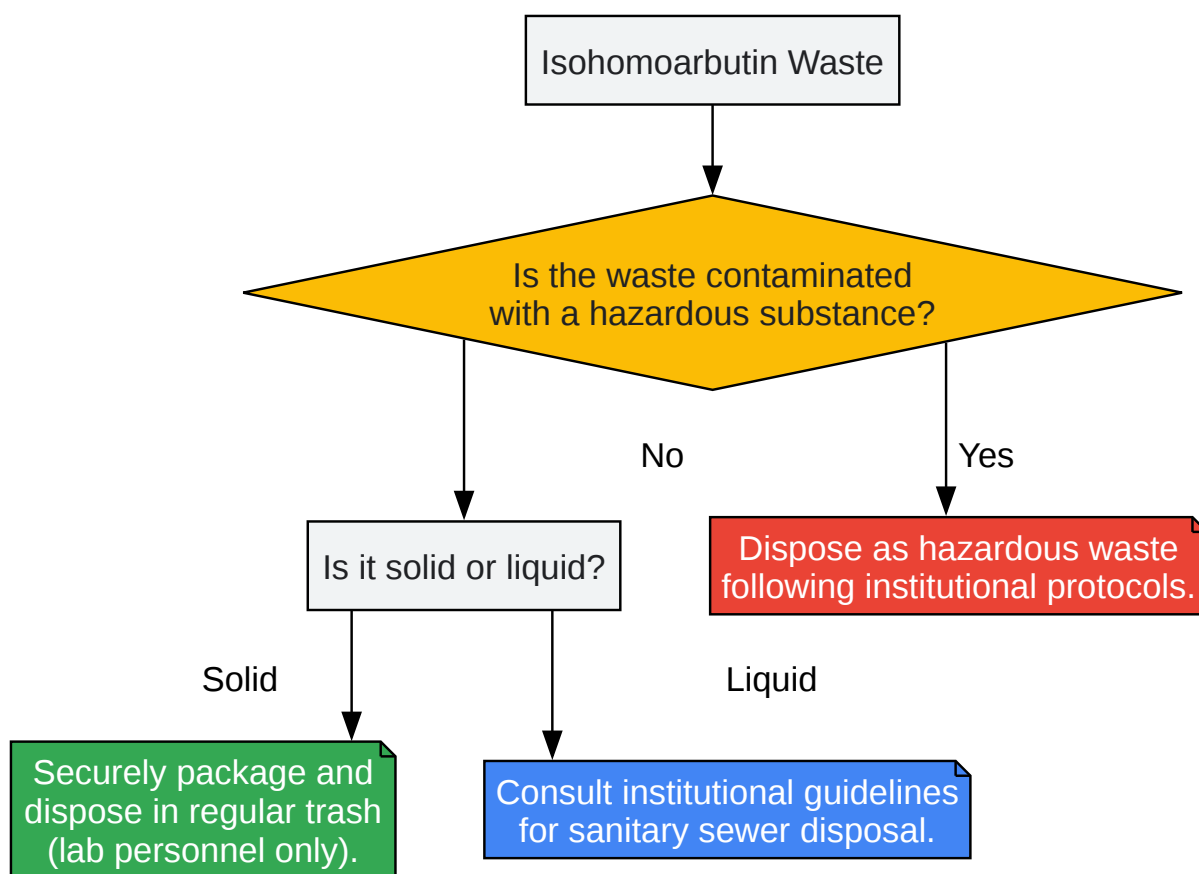 Isohomoarbutin Waste
Is the waste contaminated
with a hazardous substance?
No
Yes
Is it solid or liquid?
Dispose as hazardous waste
following institutional protocols.
Solid
Liquid
Securely package and
dispose in regular trash
(lab personnel only).
Consult institutional guidelines
for sanitary sewer disposal.